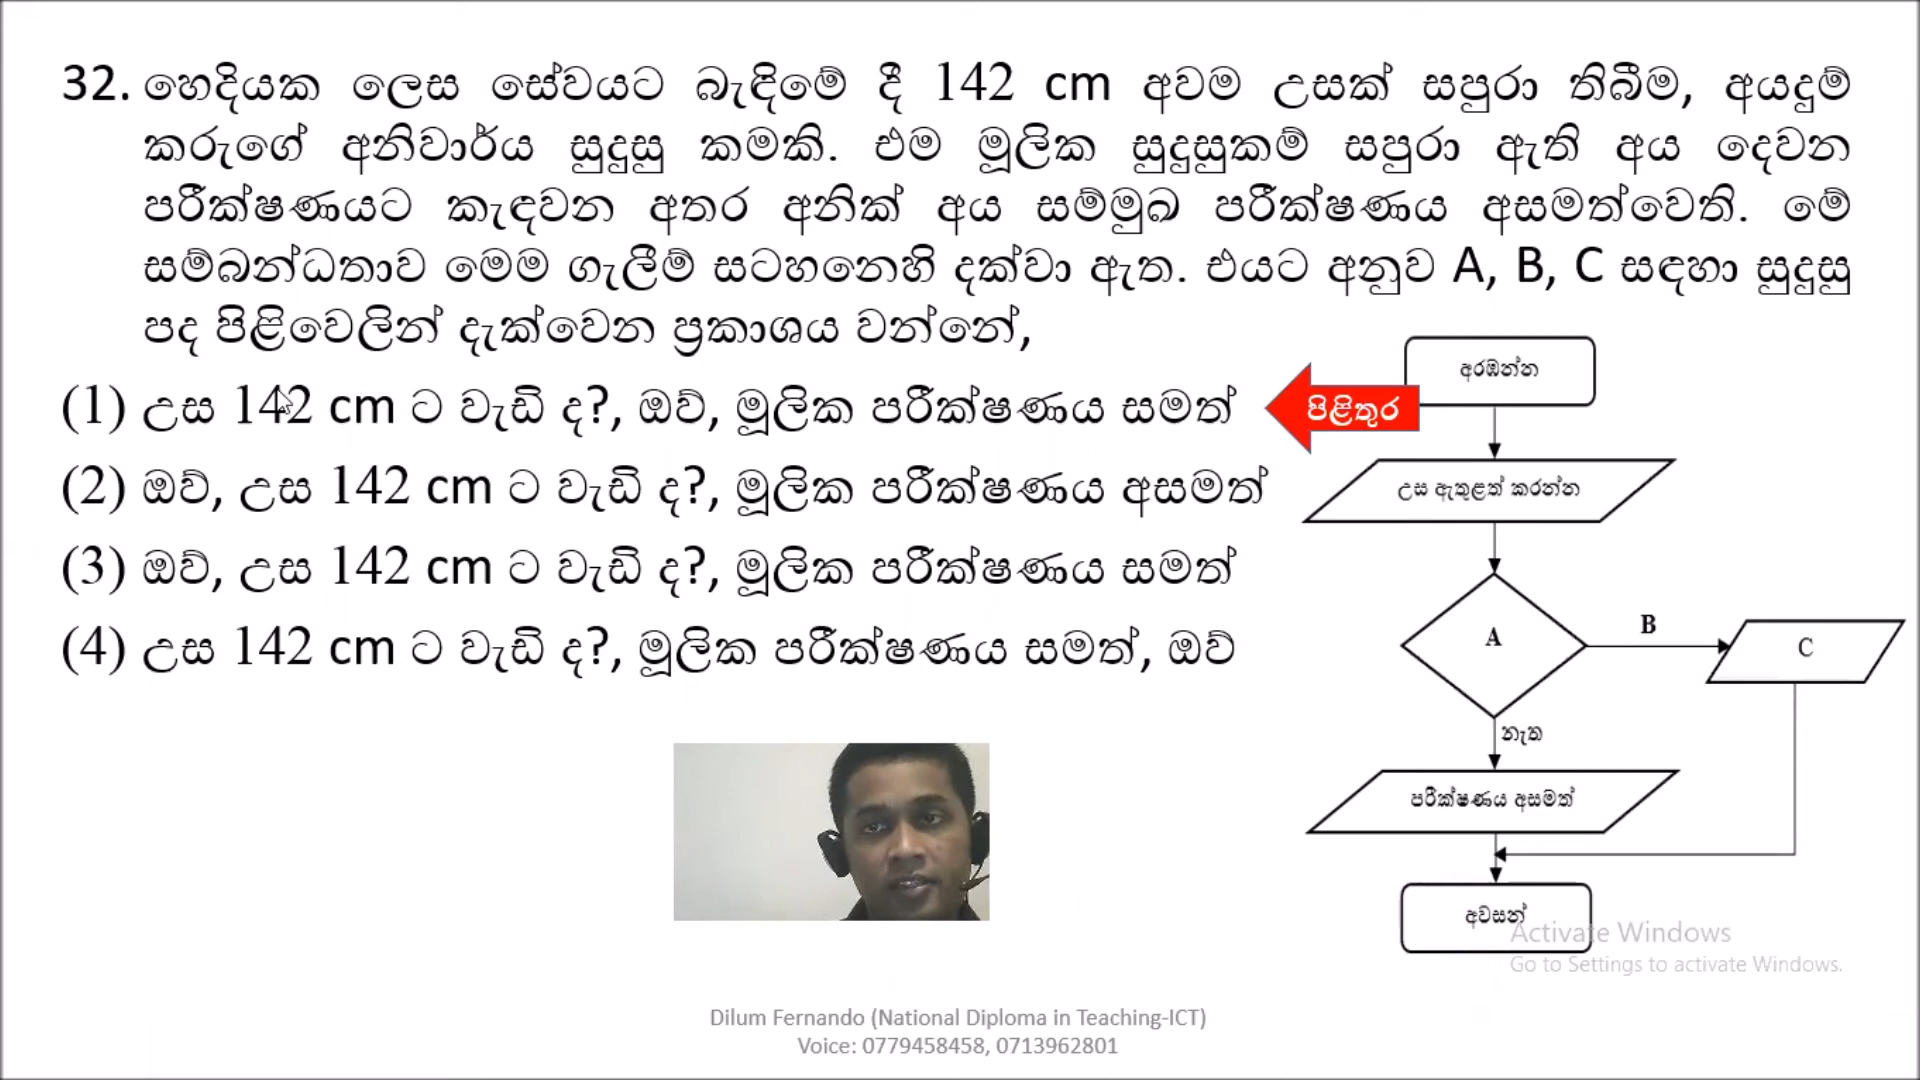 32. හෙදියක ලෙස සේවයට බැඳිමේ දී 142 cm අවම උසක් සපුරා තිබීම, අයදුම්
කරුගේ අනිවාර්ය සුදුසු කමකි. එම මූලික සුදුසුකම් සපුරා ඇති අය දෙවන
පරීක්ෂණයට කැඳවන අතර අනික් අය සම්මුඛ පරීක්ෂණය අසමත්වෙති. මේ
සම්බන්ධතාව මෙම ගැලීම් සටහනෙහි දක්වා ඇත. එයට අනුව A, B, C සඳහා සුදුසු
පද පිළිවෙලින් දැක්වෙන ප්‍රකාශය වන්නේ,
(1) උස 142 cm ට වැඩි ද?, ඔව්, මූලික පරීක්ෂණය සමත්
පිළිතුර
(2) ඔව්, උස 142 cm ට වැඩි ද?, මූලික පරීක්ෂණය අසමත්
(3) ඔව්, උස 142 cm ට වැඩි ද?, මූලික පරීක්ෂණය සමත්
(4) උස 142 cm ට වැඩි ද?, මූලික පරීක්ෂණය සමත්, ඔව්
අරඹන්න
උස ඇතුළත් කරන්න
A
B
C
නැත
පරීක්ෂණය අසමත්
අවසන්
Activate Windows
Go to Settings to activate Windows.
Dilum Fernando (National Diploma in Teaching-ICT)
Voice: 0779458458, 0713962801